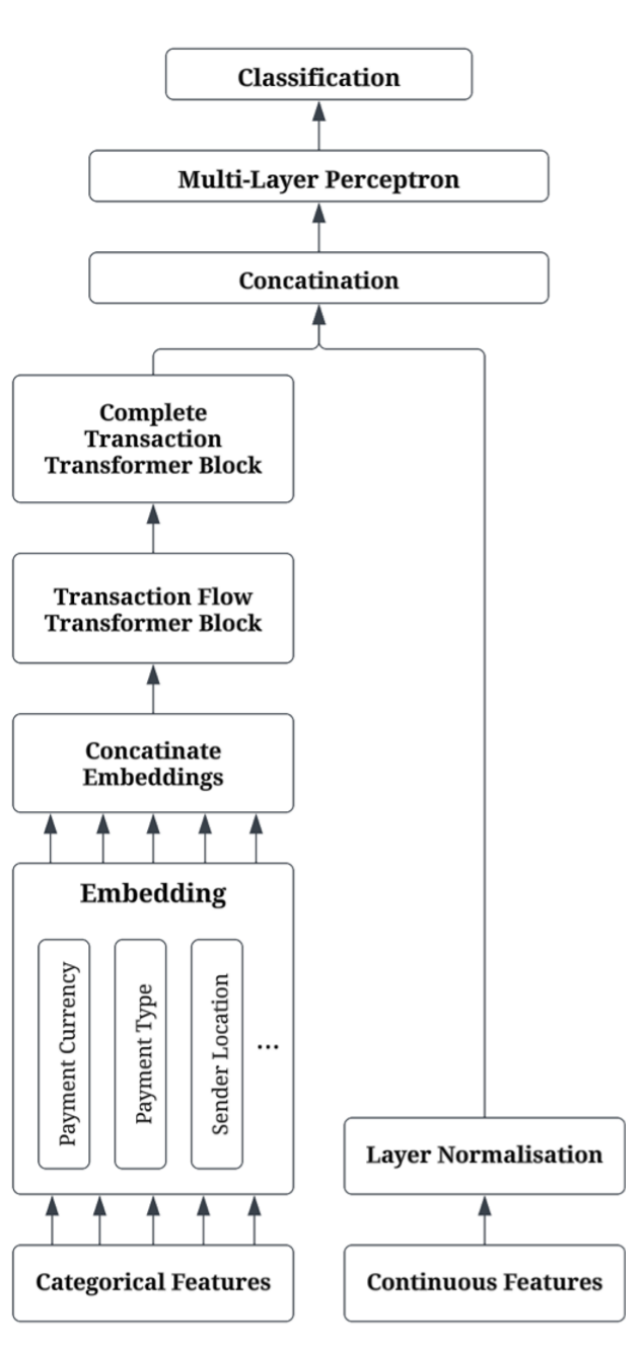 Classification
Multi-Layer Perceptron
Concatination
Complete
Transaction
Transformer Block
Transaction Flow
Transformer Block
Concatinate
Embeddings
Embedding
Payment Currency
Payment Type
Sender Location
...
Layer Normalisation
Categorical Features
Continuous Features